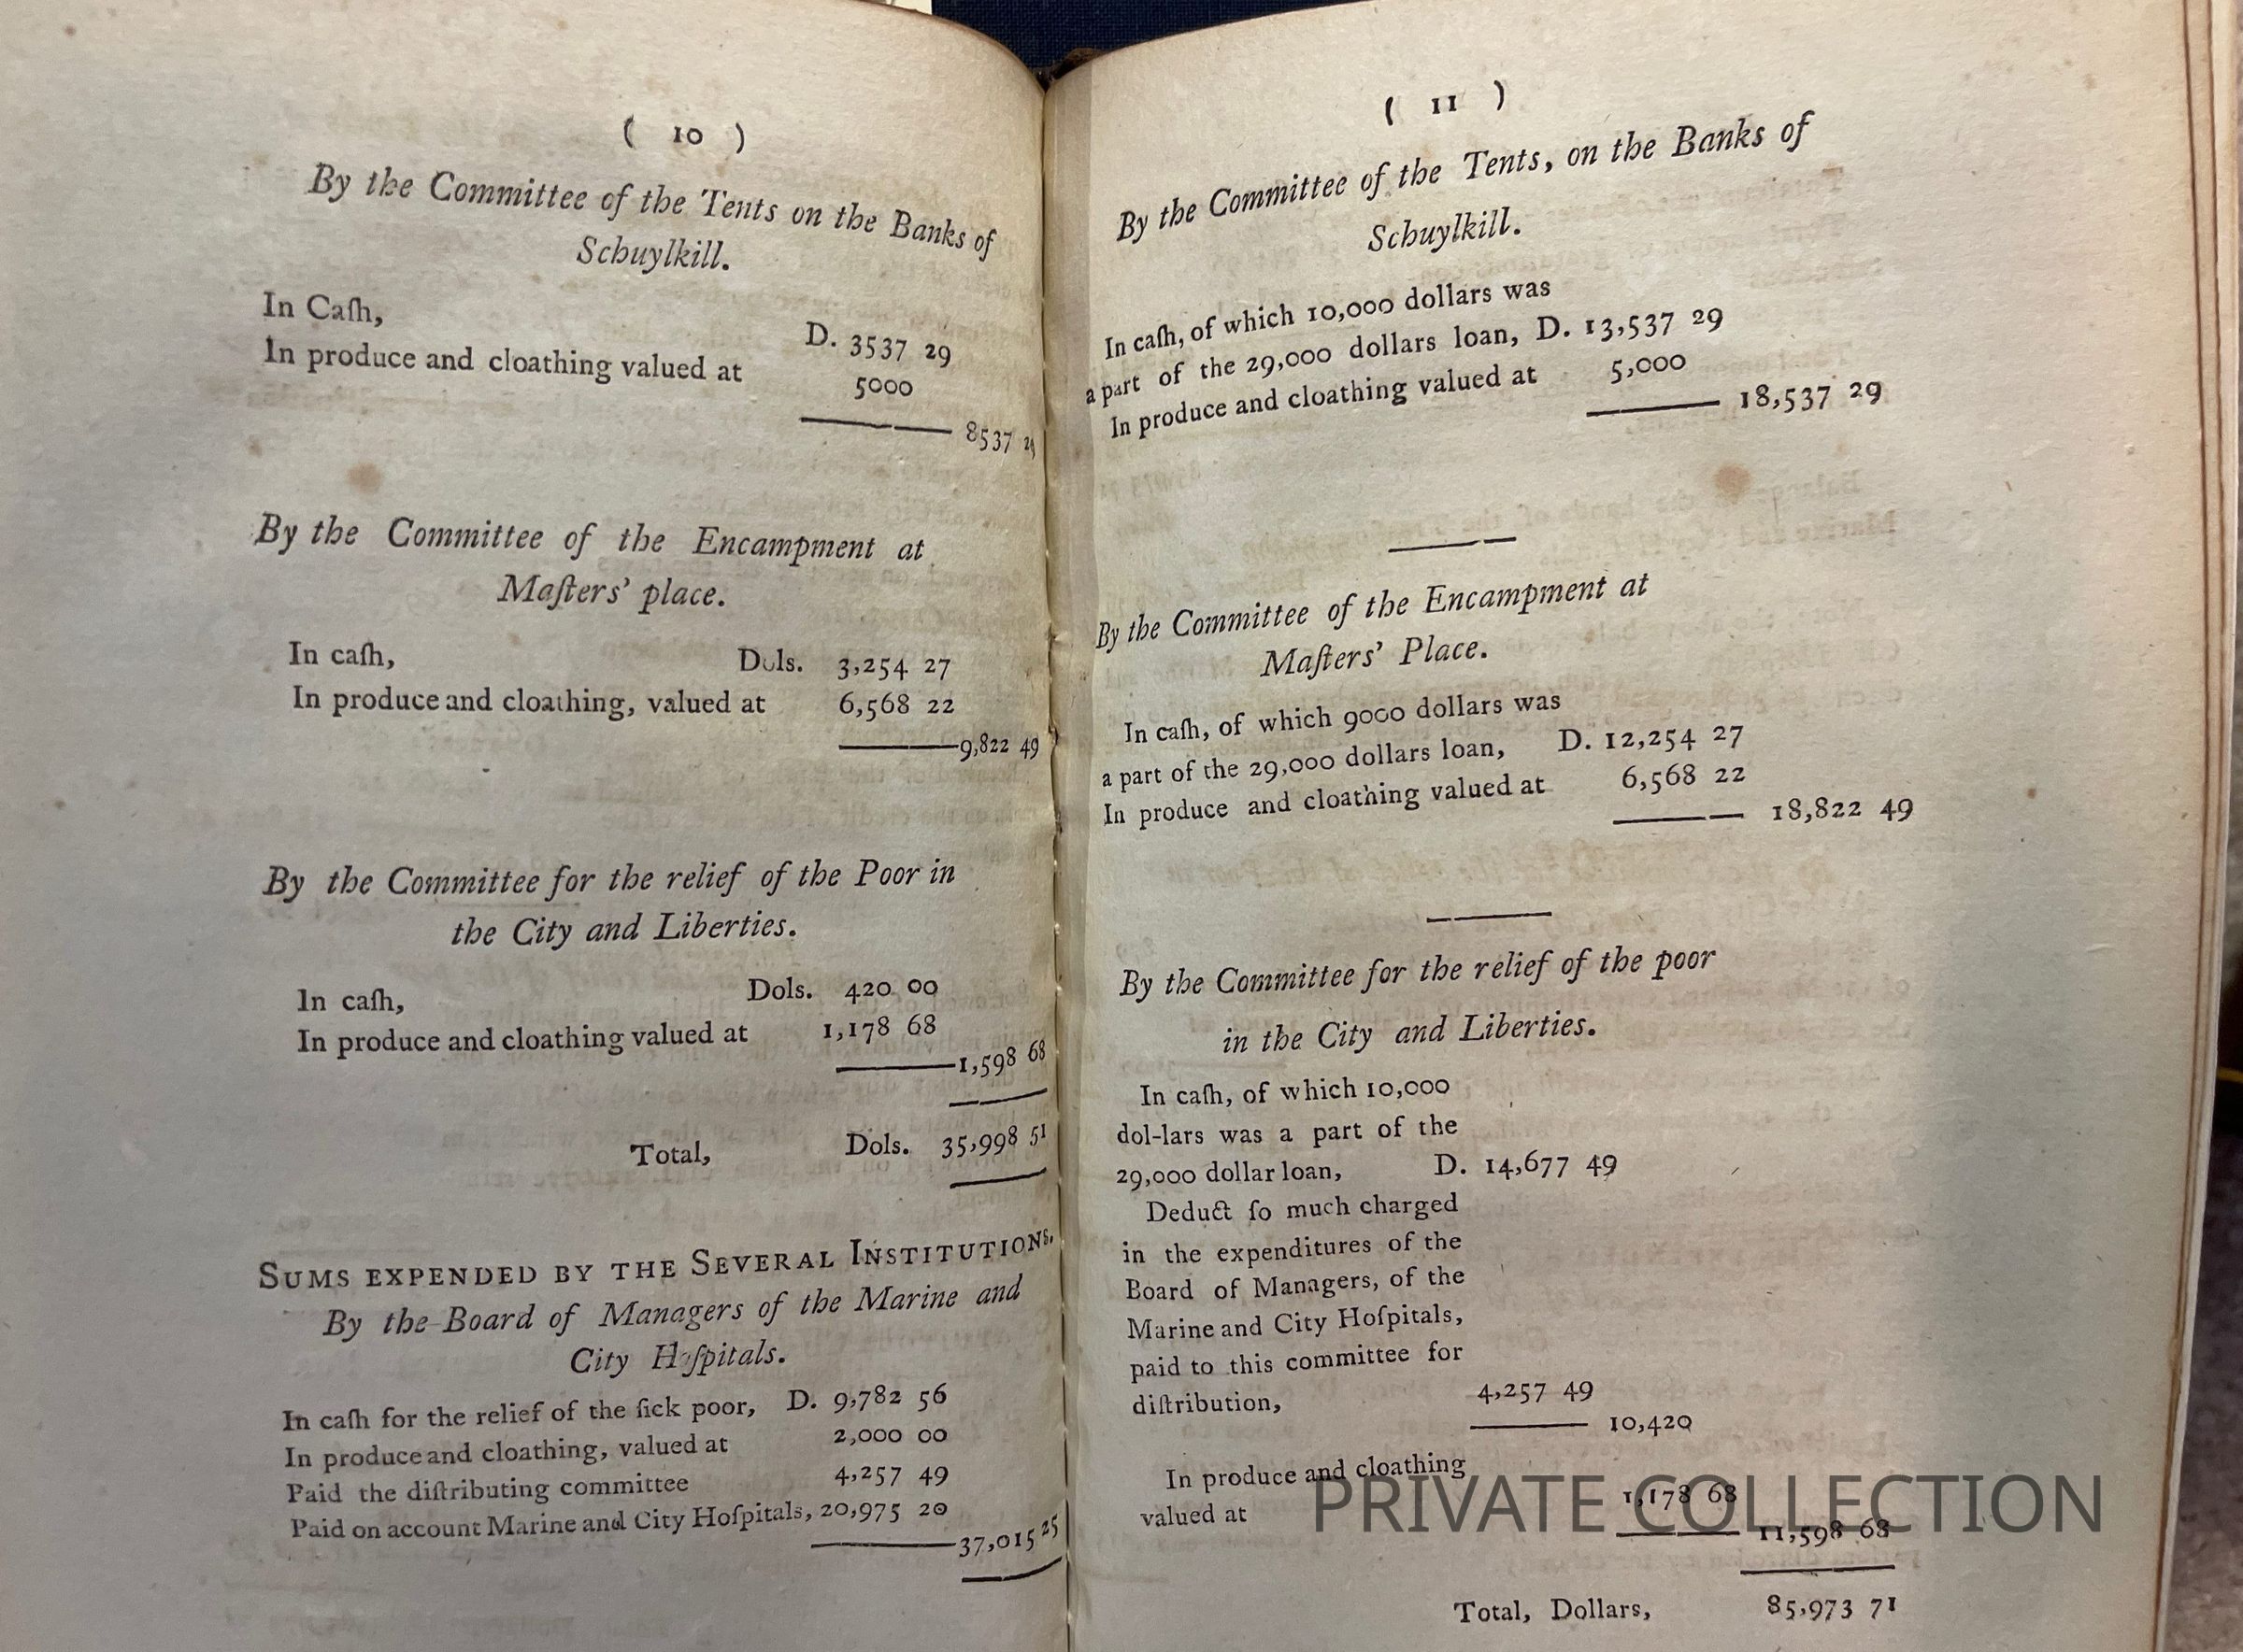 ( 10 )
By the Committee of the Tents on the Banks of
Schuylkill.
In Caſh, D. 3537 29
In produce and cloathing valued at 5000
8537 29
By the Committee of the Encampment at
Maſters' place.
In caſh, Dols. 3,254 27
In produce and cloathing, valued at 6,568 22
9,822 49
By the Committee for the relief of the Poor in
the City and Liberties.
In caſh, Dols. 420 00
In produce and cloathing valued at 1,178 68
1,598 68
Total, Dols. 35,998 51
SUMS EXPENDED BY THE SEVERAL INSTITUTIONS.
By the Board of Managers of the Marine and
City Hoſpitals.
In caſh for the relief of the ſick poor, D. 9,782 56
In produce and cloathing, valued at 2,000 00
Paid the diſtributing committee 4,257 49
Paid on account Marine and City Hoſpitals, 20,975 20
37,015 25
( 11 )
By the Committee of the Tents, on the Banks of
Schuylkill.
In caſh, of which 10,000 dollars was
a part of the 29,000 dollars loan, D. 13,537 29
In produce and cloathing valued at 5,000
18,537 29
By the Committee of the Encampment at
Maſters' Place.
In caſh, of which 9000 dollars was
a part of the 29,000 dollars loan, D. 12,254 27
In produce and cloathing valued at 6,568 22
18,822 49
By the Committee for the relief of the poor
in the City and Liberties.
In caſh, of which 10,000
dol-lars was a part of the
29,000 dollar loan, D. 14,677 49
Deduct ſo much charged
in the expenditures of the
Board of Managers, of the
Marine and City Hoſpitals,
paid to this committee for
diſtribution, 4,257 49
10,420
In produce and cloathing
valued at 1,178 68
11,598 68
Total, Dollars, 85,973 71
PRIVATE COLLECTION